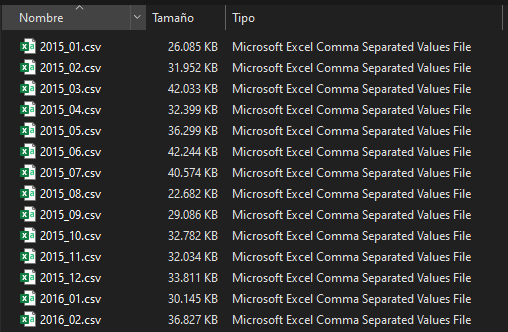 Nombre Tamaño Tipo
2015_01.csv 26.085 KB Microsoft Excel Comma Separated Values File
2015_02.csv 31.952 KB Microsoft Excel Comma Separated Values File
2015_03.csv 42.033 KB Microsoft Excel Comma Separated Values File
2015_04.csv 32.399 KB Microsoft Excel Comma Separated Values File
2015_05.csv 36.299 KB Microsoft Excel Comma Separated Values File
2015_06.csv 42.244 KB Microsoft Excel Comma Separated Values File
2015_07.csv 40.574 KB Microsoft Excel Comma Separated Values File
2015_08.csv 22.682 KB Microsoft Excel Comma Separated Values File
2015_09.csv 29.086 KB Microsoft Excel Comma Separated Values File
2015_10.csv 32.782 KB Microsoft Excel Comma Separated Values File
2015_11.csv 32.034 KB Microsoft Excel Comma Separated Values File
2015_12.csv 33.811 KB Microsoft Excel Comma Separated Values File
2016_01.csv 30.145 KB Microsoft Excel Comma Separated Values File
2016_02.csv 36.827 KB Microsoft Excel Comma Separated Values File